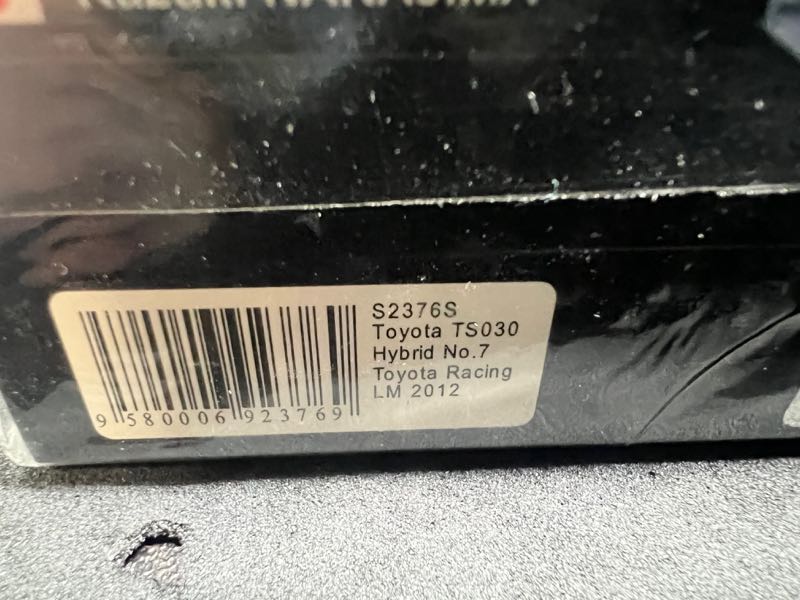 S2376S
Toyota TS030
Hybrid No.7
Toyota Racing
LM 2012
9 580006 923769